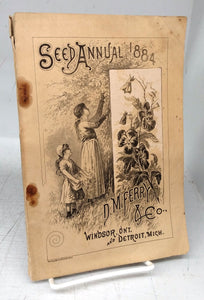 SEED ANNUAL 1884
D.M. FERRY
& CO.
WINDSOR, ONT.
AND DETROIT, MICH.